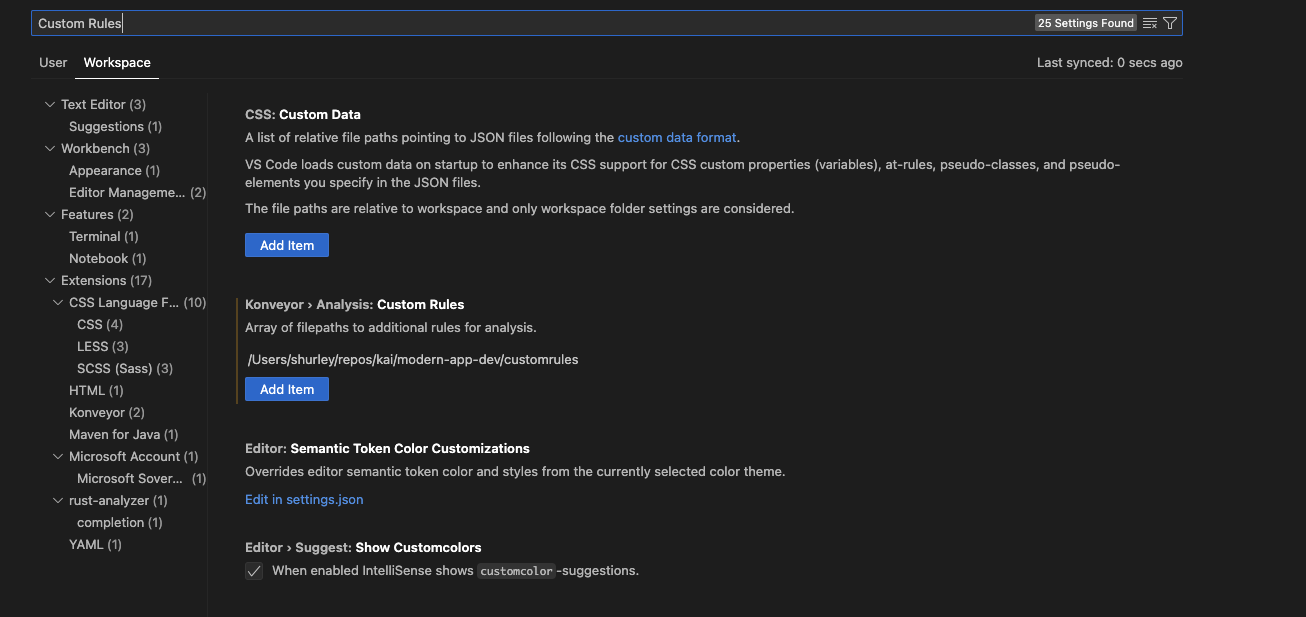 Custom Rules
25 Settings Found
User
Workspace
Last synced: 0 secs ago
Text Editor (3)
Suggestions (1)
Workbench (3)
Appearance (1)
Editor Manageme... (2)
Features (2)
Terminal (1)
Notebook (1)
Extensions (17)
CSS Language F... (10)
CSS (4)
LESS (3)
SCSS (Sass) (3)
HTML (1)
Konveyor (2)
Maven for Java (1)
Microsoft Account (1)
Microsoft Sover... (1)
rust-analyzer (1)
completion (1)
YAML (1)
CSS: Custom Data
A list of relative file paths pointing to JSON files following the custom data format.
VS Code loads custom data on startup to enhance its CSS support for CSS custom properties (variables), at-rules, pseudo-classes, and pseudo-
elements you specify in the JSON files.
The file paths are relative to workspace and only workspace folder settings are considered.
Add Item
Konveyor › Analysis: Custom Rules
Array of filepaths to additional rules for analysis.
/Users/shurley/repos/kai/modern-app-dev/customrules
Add Item
Editor: Semantic Token Color Customizations
Overrides editor semantic token color and styles from the currently selected color theme.
Edit in settings.json
Editor › Suggest: Show Customcolors
When enabled IntelliSense shows customcolor-suggestions.